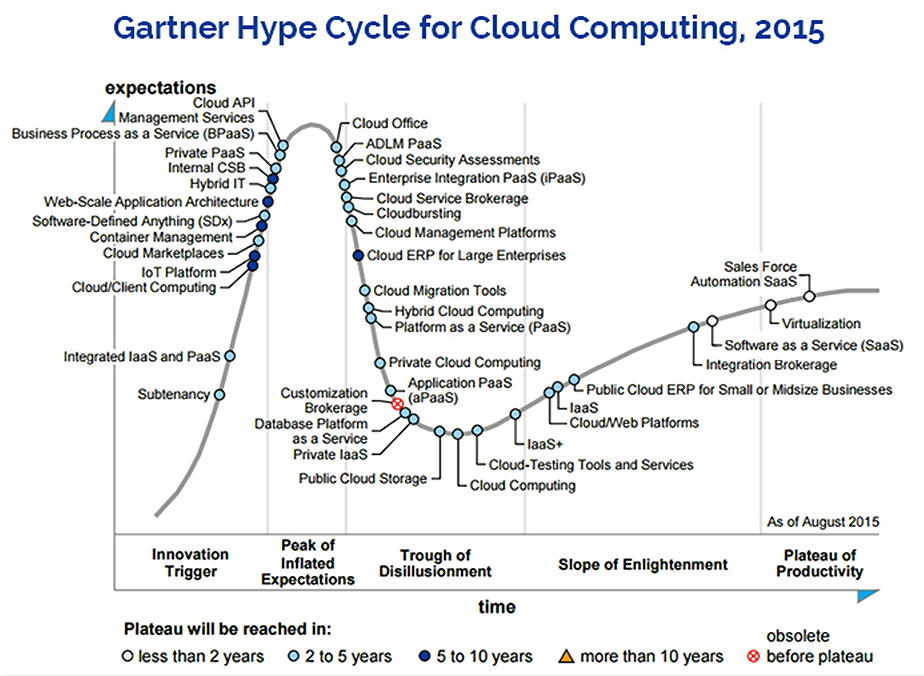 Gartner Hype Cycle for Cloud Computing, 2015
expectations
Cloud API
Management Services
Business Process as a Service (BPaaS)
Private PaaS
Internal CSB
Hybrid IT
Web-Scale Application Architecture
Software-Defined Anything (SDx)
Container Management
Cloud Marketplaces
IoT Platform
Cloud/Client Computing
Integrated IaaS and PaaS
Subtenancy
Cloud Office
ADLM PaaS
Cloud Security Assessments
Enterprise Integration PaaS (iPaaS)
Cloud Service Brokerage
Cloudbursting
Cloud Management Platforms
Cloud ERP for Large Enterprises
Cloud Migration Tools
Hybrid Cloud Computing
Platform as a Service (PaaS)
Private Cloud Computing
Application PaaS
(aPaaS)
Customization
Brokerage
Database Platform
as a Service
Private IaaS
Public Cloud Storage
Cloud Computing
Cloud-Testing Tools and Services
IaaS+
Cloud/Web Platforms
IaaS
Public Cloud ERP for Small or Midsize Businesses
Integration Brokerage
Software as a Service (SaaS)
Virtualization
Sales Force
Automation SaaS
As of August 2015
Innovation
Trigger
Peak of
Inflated
Expectations
Trough of
Disillusionment
Slope of Enlightenment
Plateau of
Productivity
time
Plateau will be reached in:
less than 2 years
2 to 5 years
5 to 10 years
more than 10 years
obsolete
before plateau